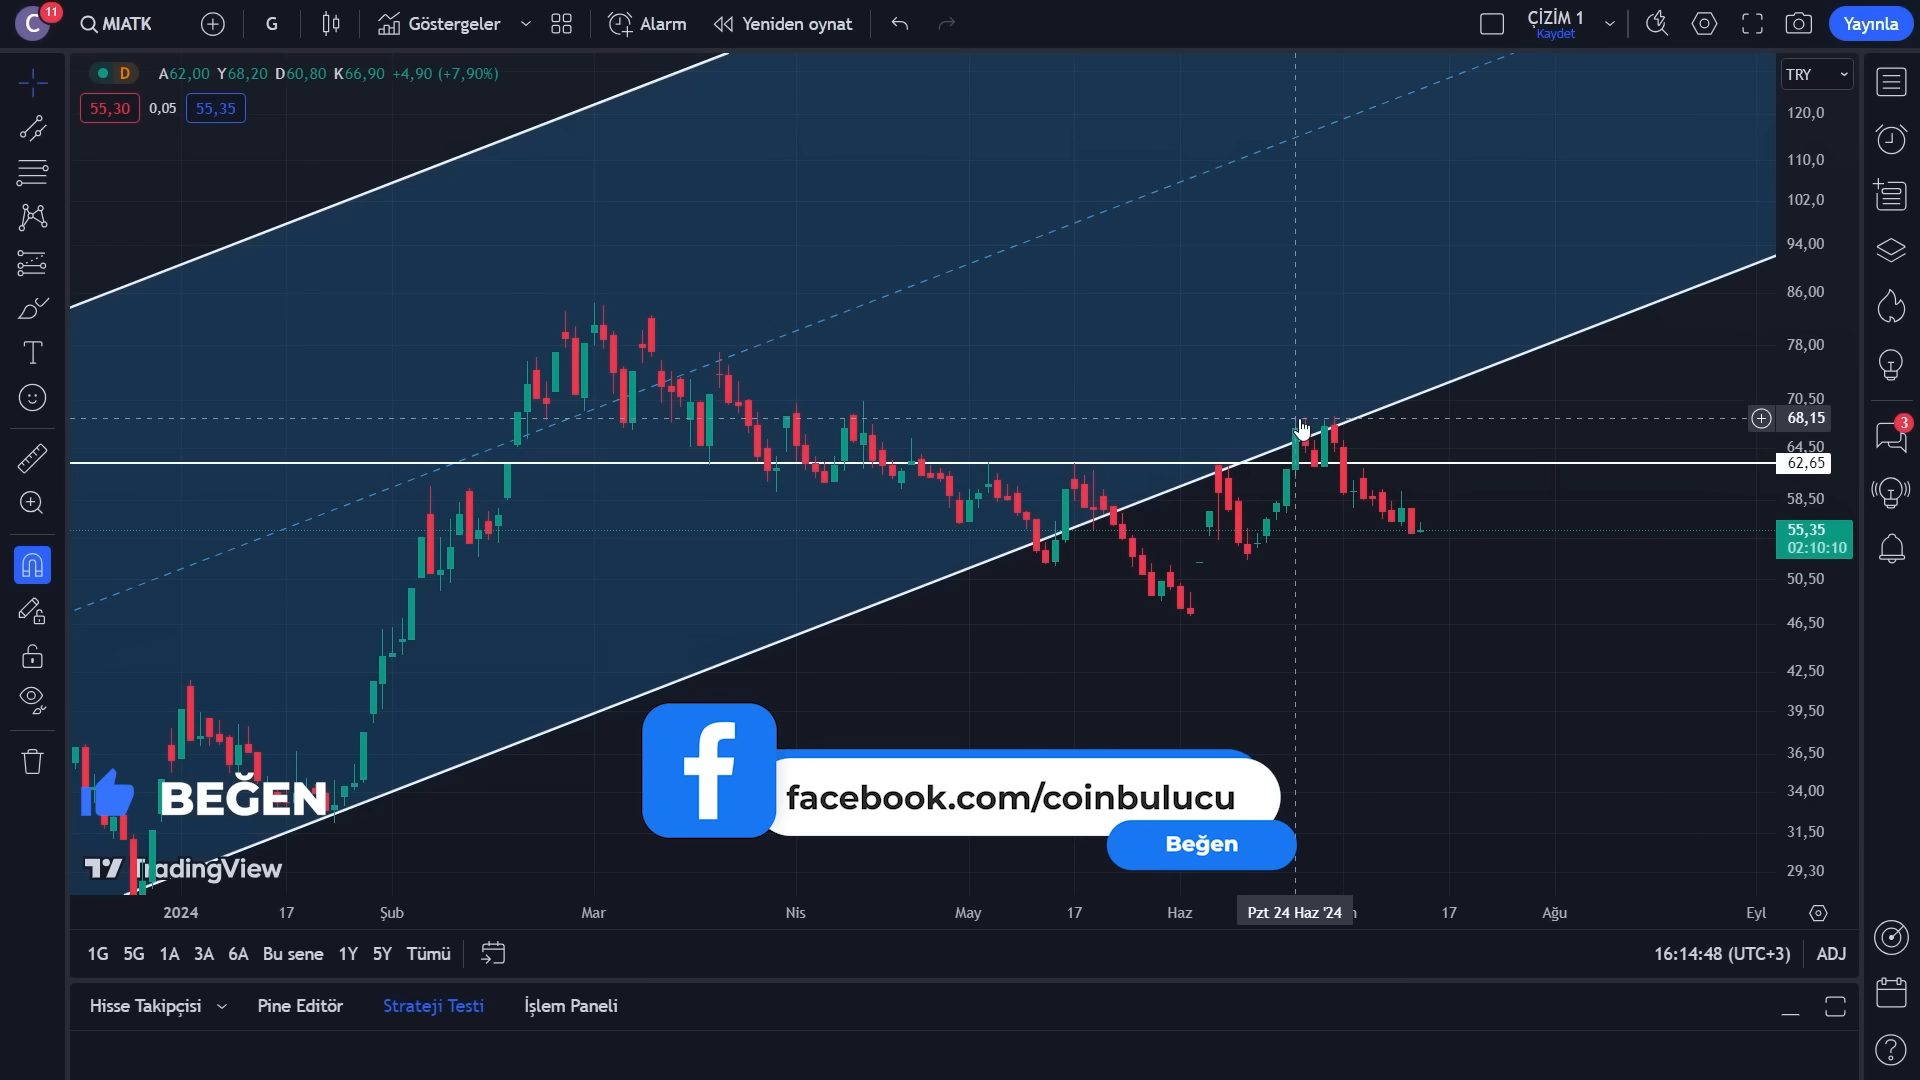 C 11 MIATK G Göstergeler Alarm Yeniden oynat ÇİZİM 1 Yayınla
Kaydet
D A62,00 Y68,20 D60,80 K66,90 +4,90 (+7,90%)
TRY
55,30 0,05 55,35
120,0
110,0
102,0
94,00
86,00
78,00
70,50
68,15
3
64,50
62,65
58,50
55,35
02:10:10
50,50
46,50
42,50
39,50
36,50
34,00
31,50
29,30
BEĞEN
facebook.com/coinbulucu
Beğen
TradingView
2024 17 Şub Mar Nis May 17 Haz Pzt 24 Haz '24 17 Ağu Eyl
1G 5G 1A 3A 6A Bu sene 1Y 5Y Tümü 16:14:48 (UTC+3) ADJ
Hisse Takipçisi Pine Editör Strateji Testi İşlem Paneli